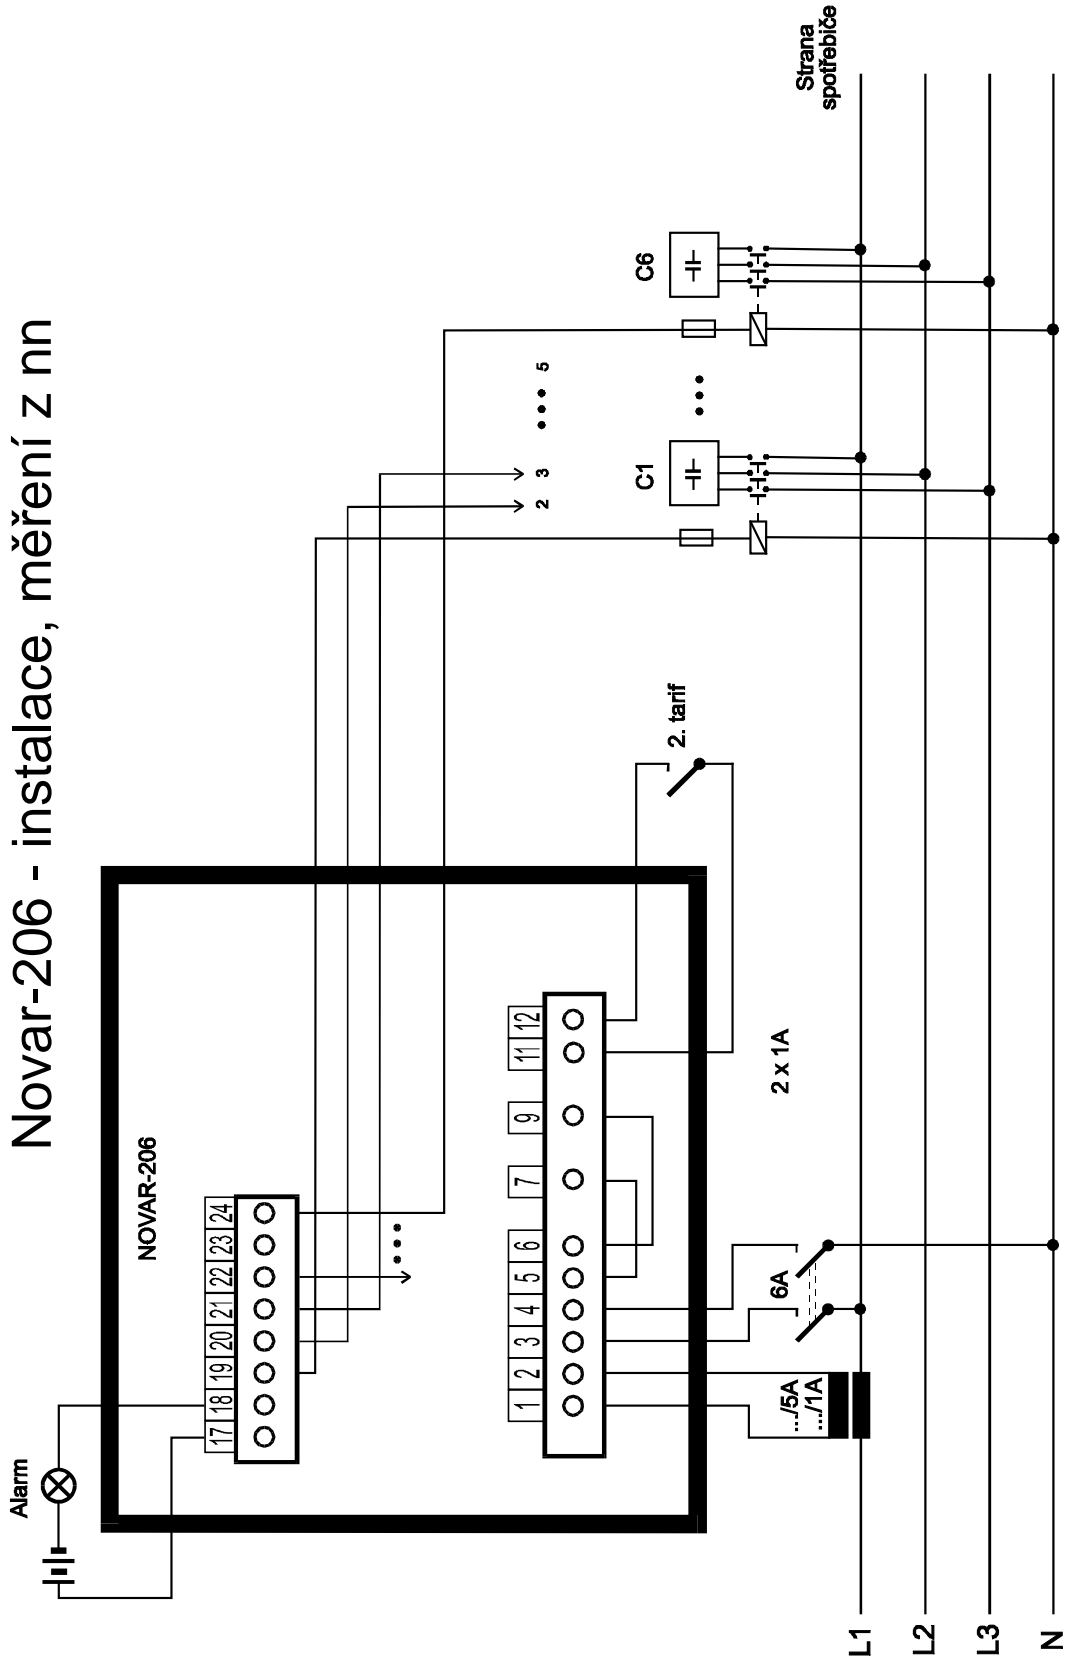 Novar-206 - instalace, měření z nn
Alarm
NOVAR-206
17 18 19 20 21 22 23 24
1 2 3 4 5 6 7 9 11 12
2. tarif
2 3 5
C1
C6
.../5A
.../1A
6A
2 x 1A
Strana
spotřebiče
L1
L2
L3
N